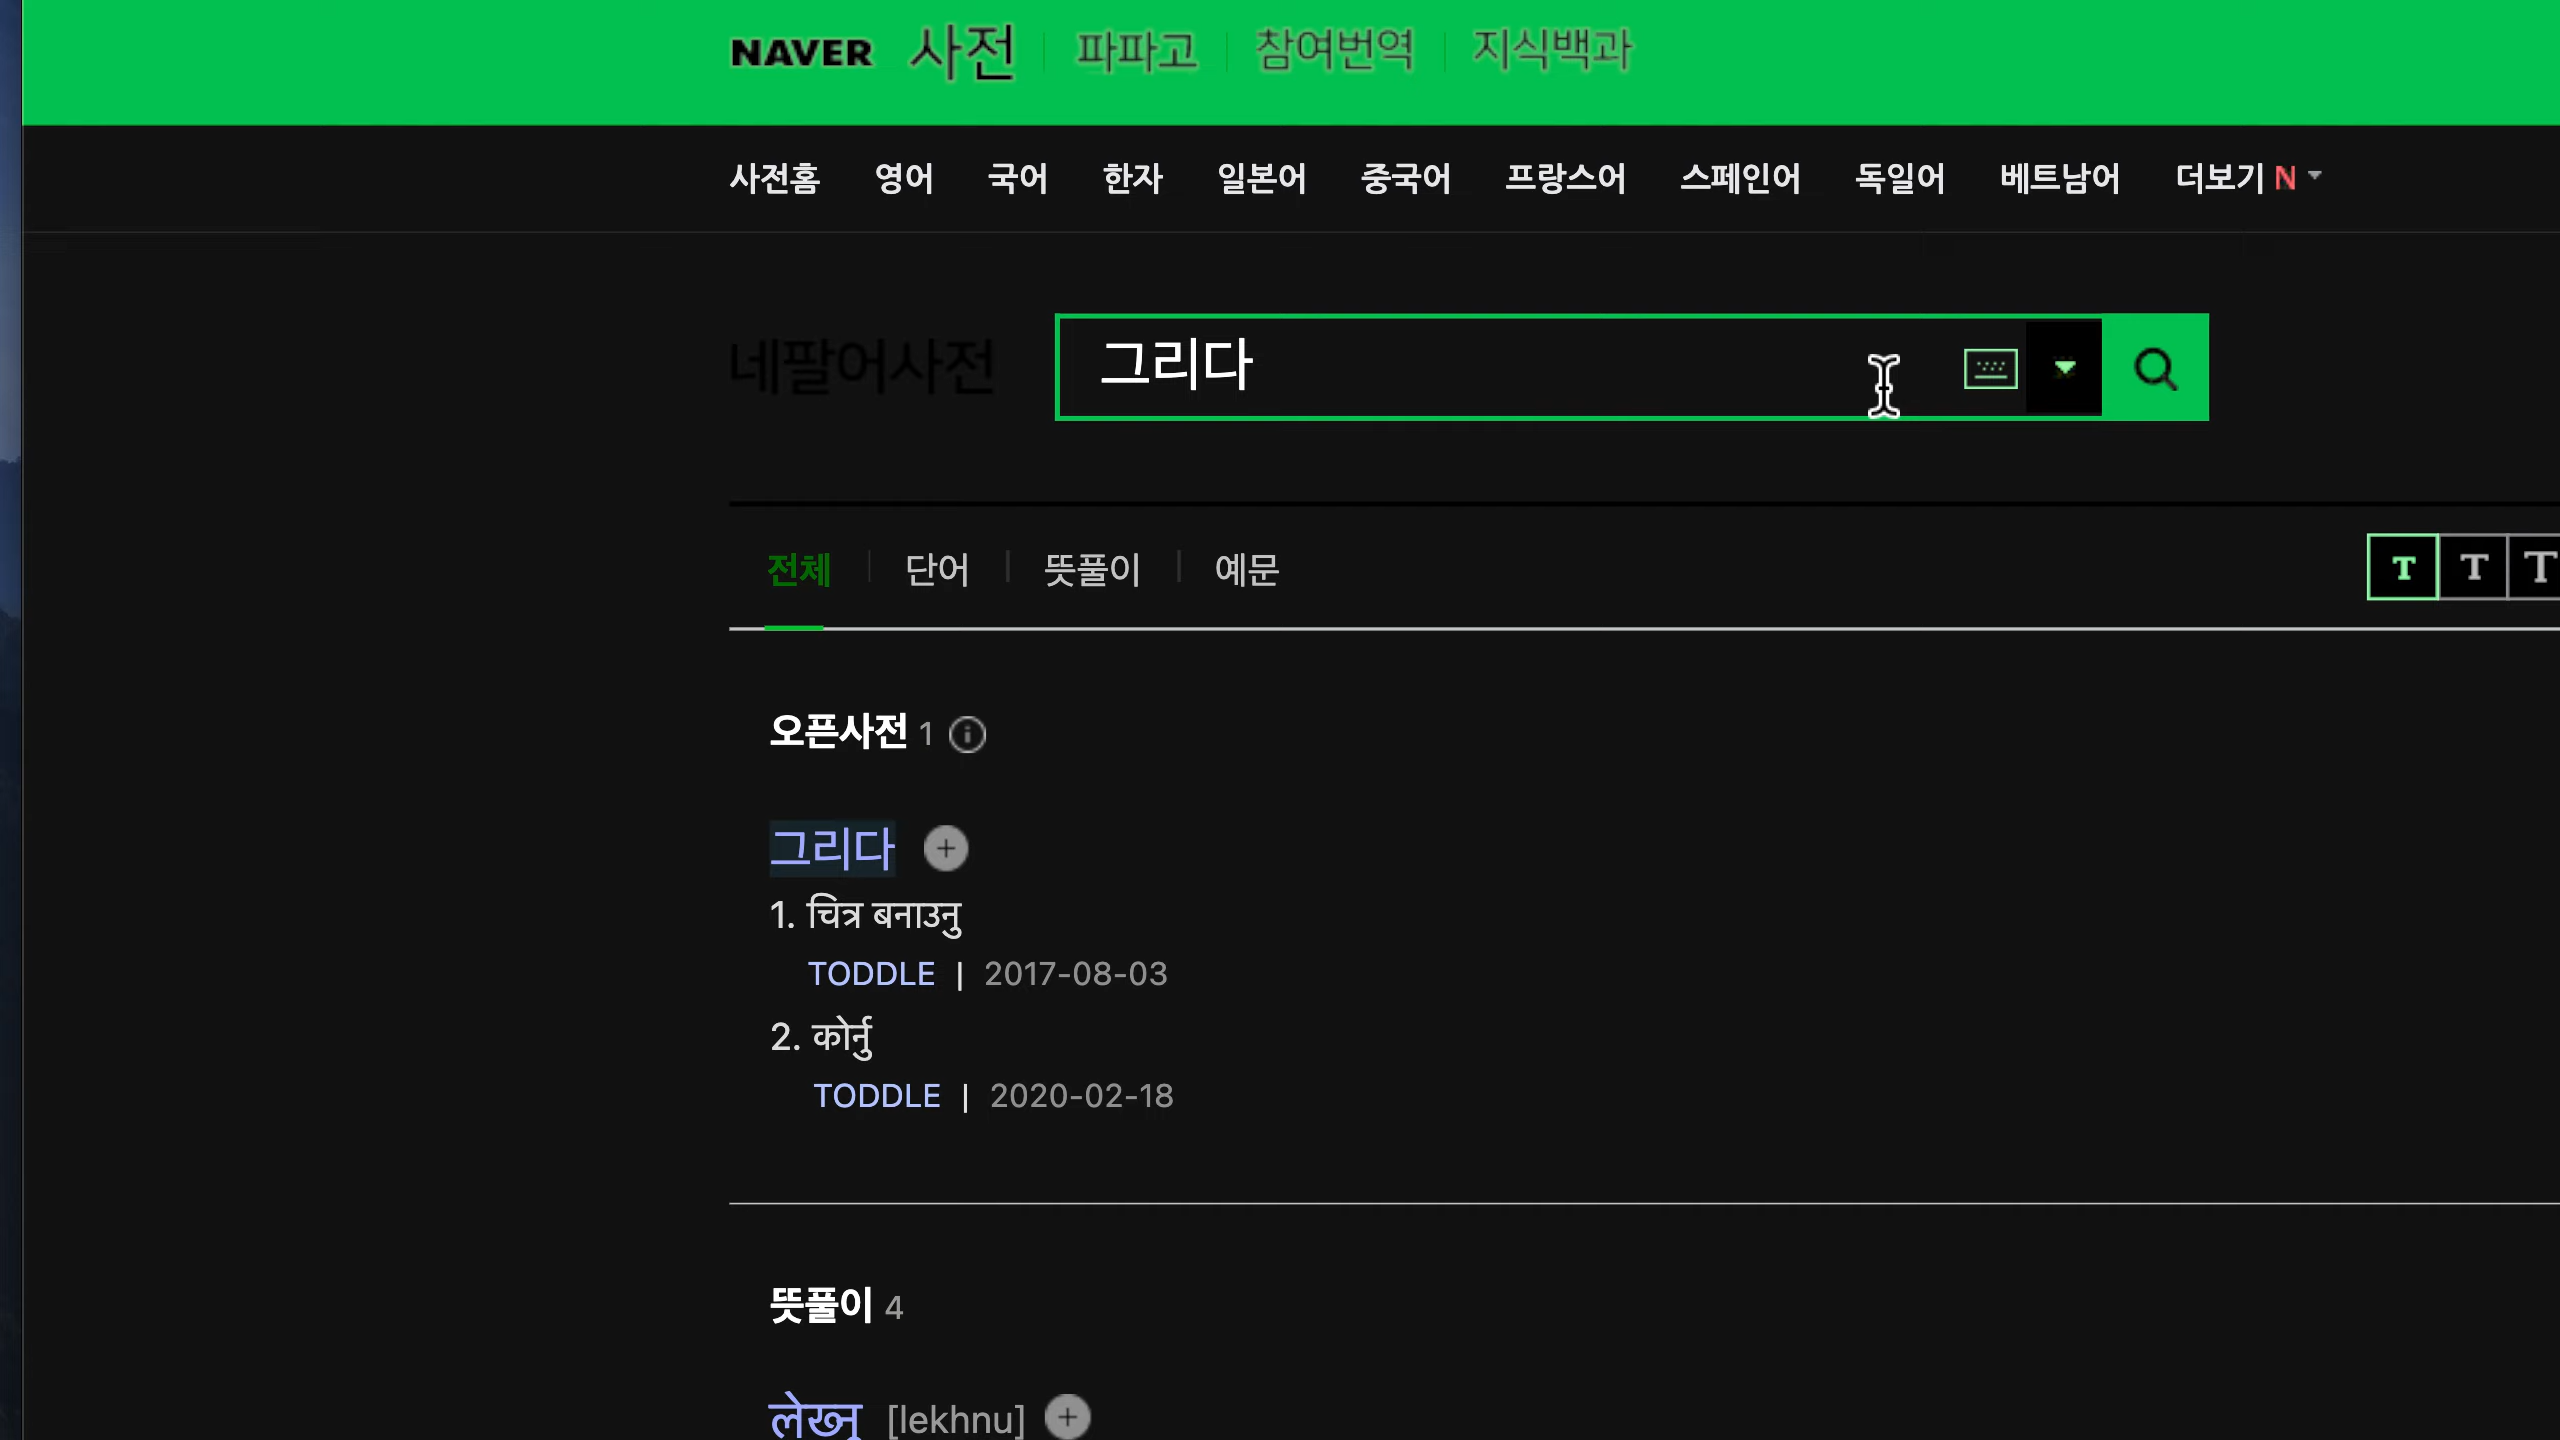 NAVER 사전 파파고 참여번역 지식백과
사전홈 영어 국어 한자 일본어 중국어 프랑스어 스페인어 독일어 베트남어 더보기 N
네팔어사전 그리다
전체 단어 뜻풀이 예문 T T T
오픈사전 1
그리다
1. चित्र बनाउनु
TODDLE | 2017-08-03
2. कोर्नु
TODDLE | 2020-02-18
뜻풀이 4
लेख्नु [lekhnu]